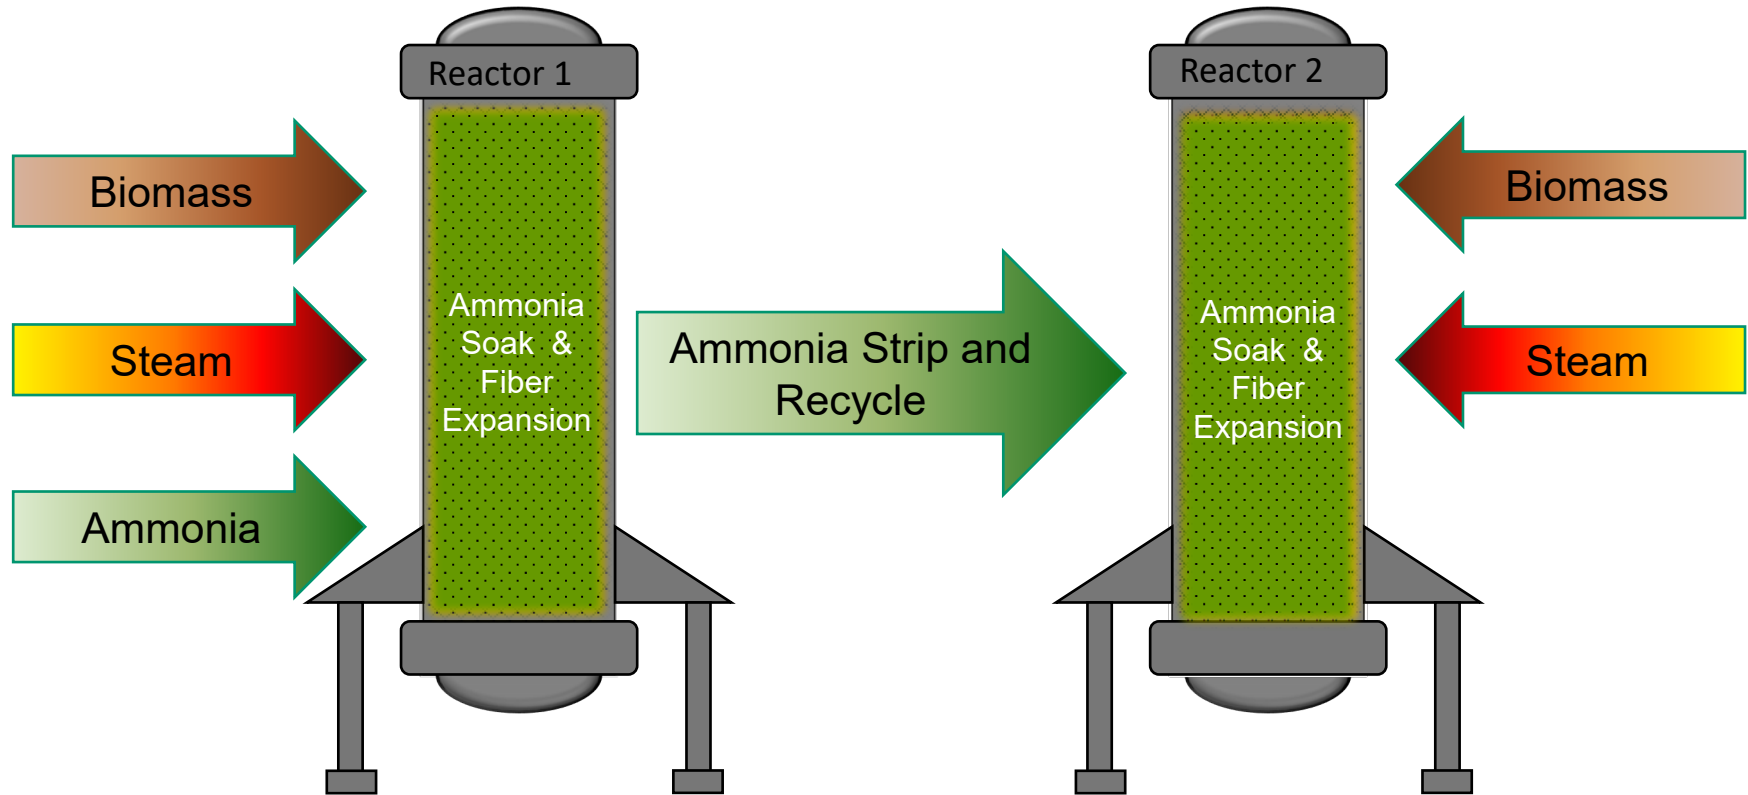 Reactor 1
Reactor 2
Biomass
Steam
Ammonia
Ammonia
Soak & 
Fiber
Expansion
Ammonia Strip and
Recycle
Ammonia
Soak &
Fiber
Expansion
Biomass
Steam